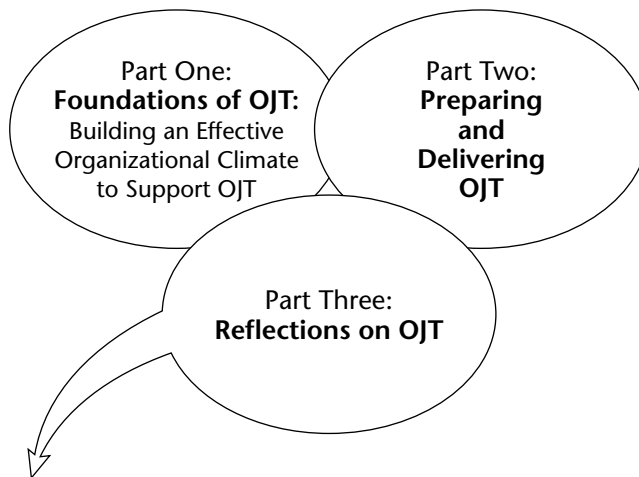 Part One:
Foundations of OJT:
Building an Effective
Organizational Climate
to Support OJT
Part Two:
Preparing
and
Delivering
OJT
Part Three:
Reflections on OJT